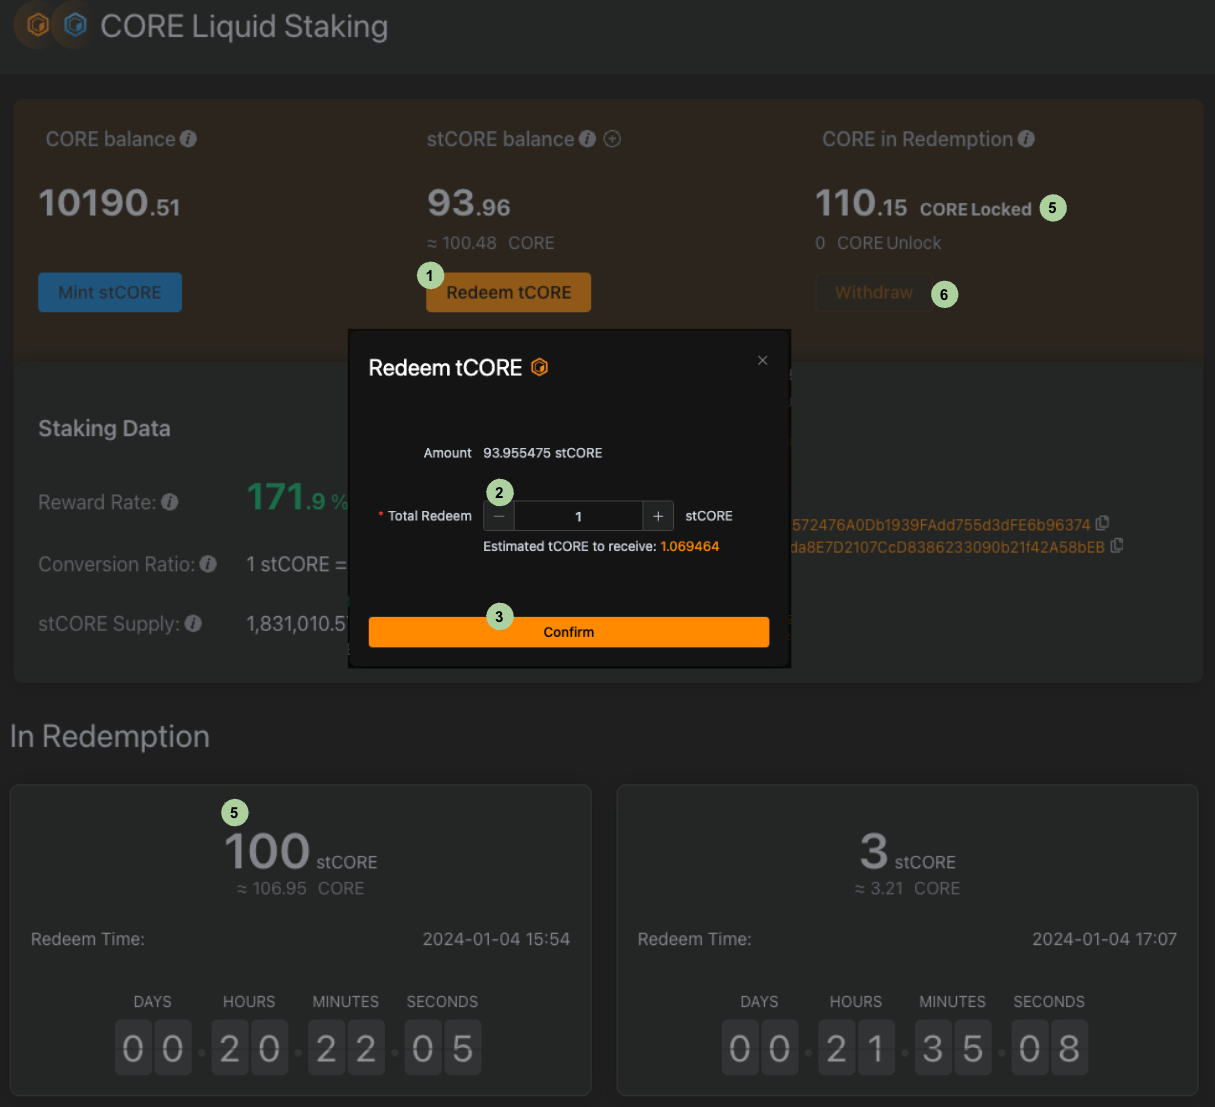 CORE Liquid Staking
CORE balance
stCORE balance
CORE in Redemption
10190.51
93.96
110.15 CORE Locked 5
≈ 100.48 CORE
0 CORE Unlock
1
Mint stCORE
Redeem tCORE
Withdraw 6
Redeem tCORE
Staking Data
Amount 93.955475 stCORE
Reward Rate:
171.9 %
2
* Total Redeem
− 1 +
stCORE
Estimated tCORE to receive: 1.069464
572476A0Db1939FAdd755d3dFE6b96374
da8E7D2107CcD8386233090b21f42A58bEB
Conversion Ratio:
1 stCORE =
stCORE Supply:
1,831,010.5
3
Confirm
In Redemption
5
100 stCORE
≈ 106.95 CORE
Redeem Time:
2024-01-04 15:54
DAYS HOURS MINUTES SECONDS
00 20 22 05
3 stCORE
≈ 3.21 CORE
Redeem Time:
2024-01-04 17:07
DAYS HOURS MINUTES SECONDS
00 21 35 08